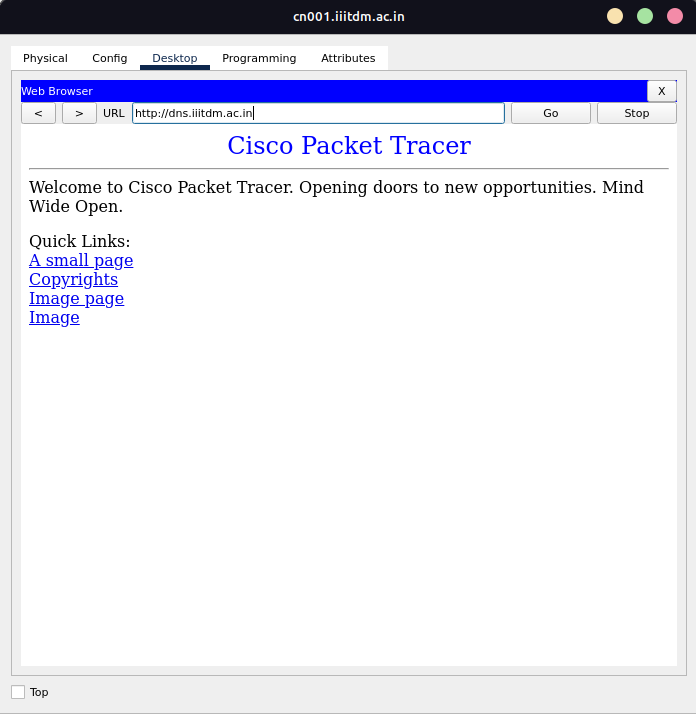 cn001.iiitdm.ac.in
Physical Config Desktop Programming Attributes
Web Browser X
< > URL http://dns.iiitdm.ac.in Go Stop
Cisco Packet Tracer
Welcome to Cisco Packet Tracer. Opening doors to new opportunities. Mind
Wide Open.
Quick Links:
A small page
Copyrights
Image page
Image
Top